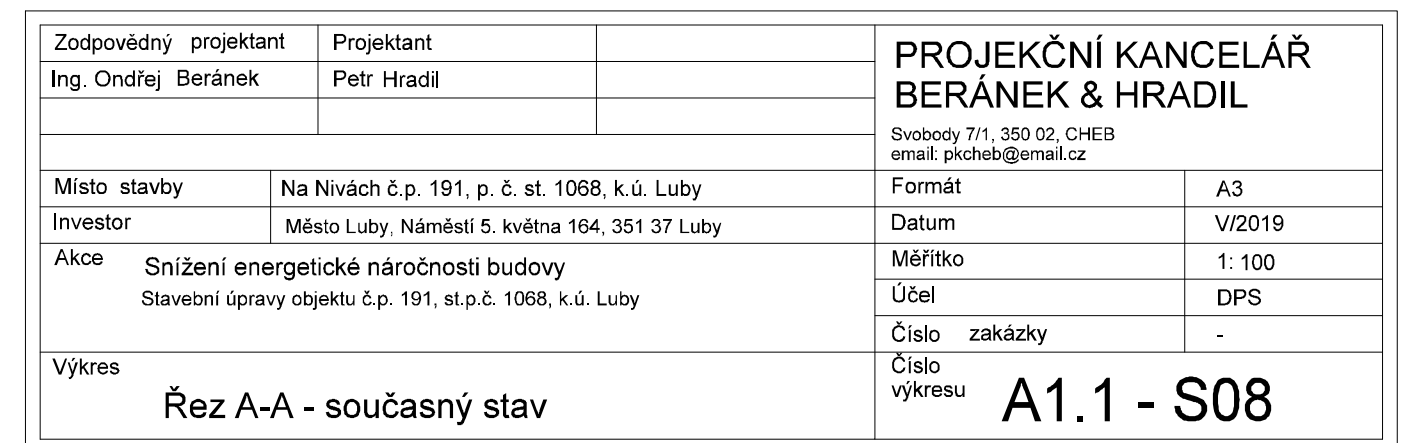 Zodpovědný projektant Projektant
Ing. Ondřej Beránek Petr Hradil
PROJEKČNÍ KANCELÁŘ
BERÁNEK & HRADIL
Svobody 7/1, 350 02, CHEB
email: pkcheb@email.cz
Místo stavby Na Nivách č.p. 191, p. č. st. 1068, k.ú. Luby
Formát A3
Investor Město Luby, Náměstí 5. května 164, 351 37 Luby
Datum V/2019
Akce Snížení energetické náročnosti budovy
Stavební úpravy objektu č.p. 191, st.p.č. 1068, k.ú. Luby
Měřítko 1: 100
Účel DPS
Číslo zakázky -
Výkres
Řez A-A - současný stav
Číslo
výkresu A1.1 - S08